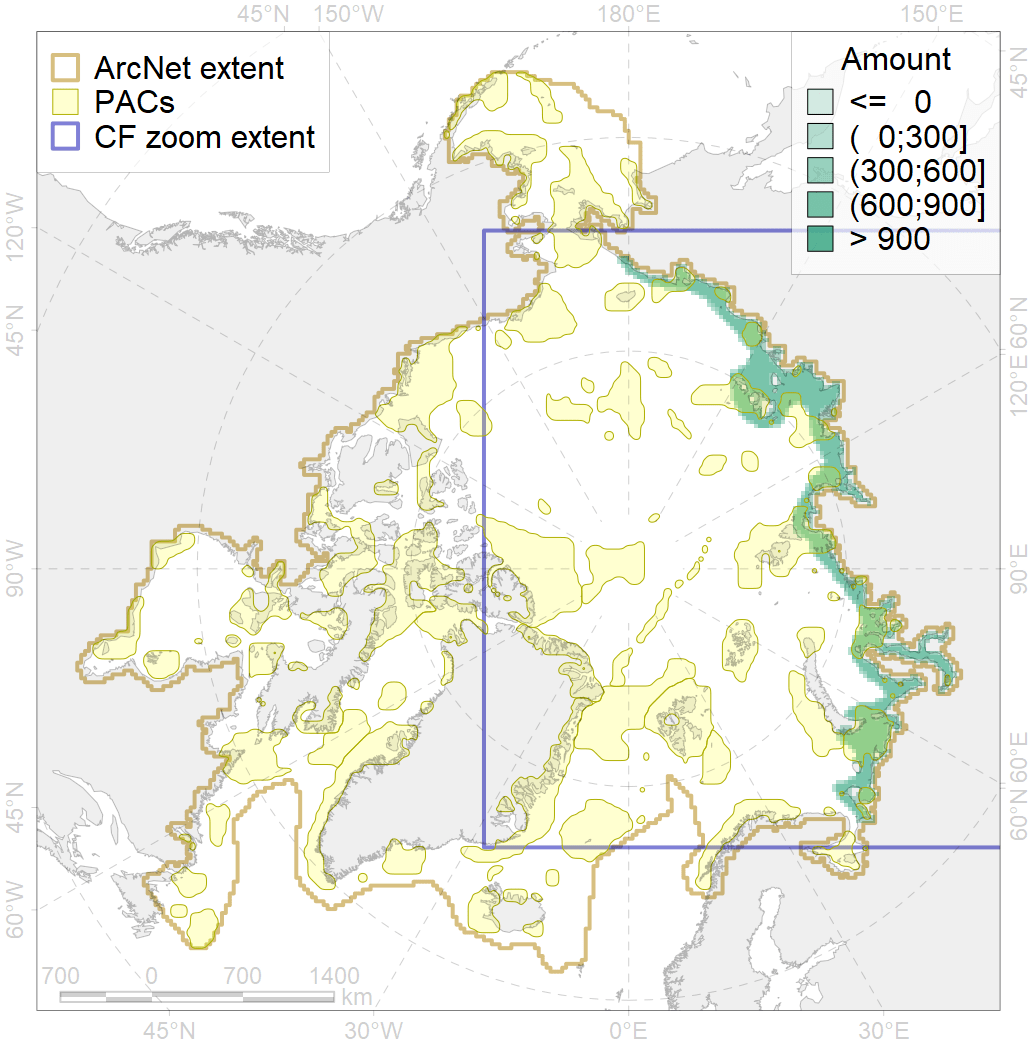 45°N 150°W 180°E 150°E
ArcNet extent
PACs
CF zoom extent
Amount
<= 0
( 0;300]
(300;600]
(600;900]
> 900
120°W
45°N
90°W
45°N
60°W
45°N
60°N
120°E
90°E
60°E
60°N
700 0 700 1400
km
45°N 30°W 0°E 30°E